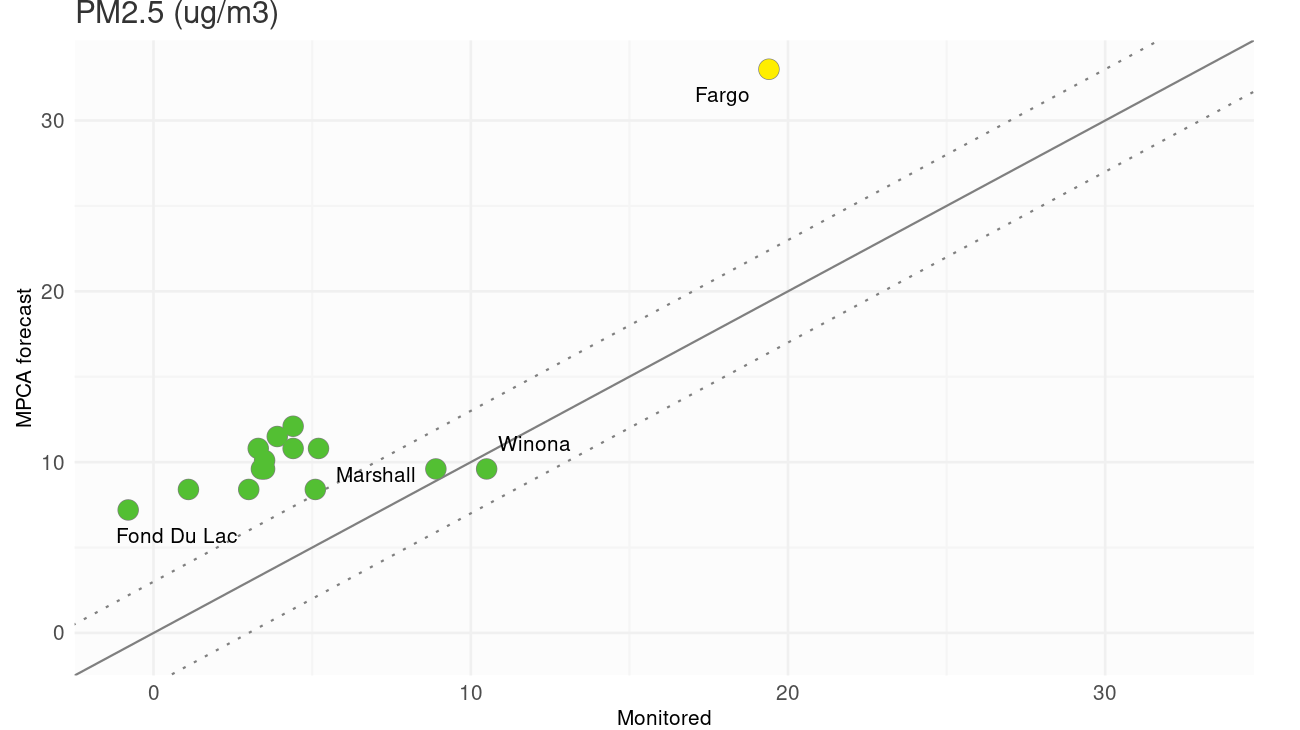 PM2.5 (ug/m3)
Fargo
30
20
MPCA forecast
Winona
10
Marshall
Fond Du Lac
0
0 10 20 30
Monitored